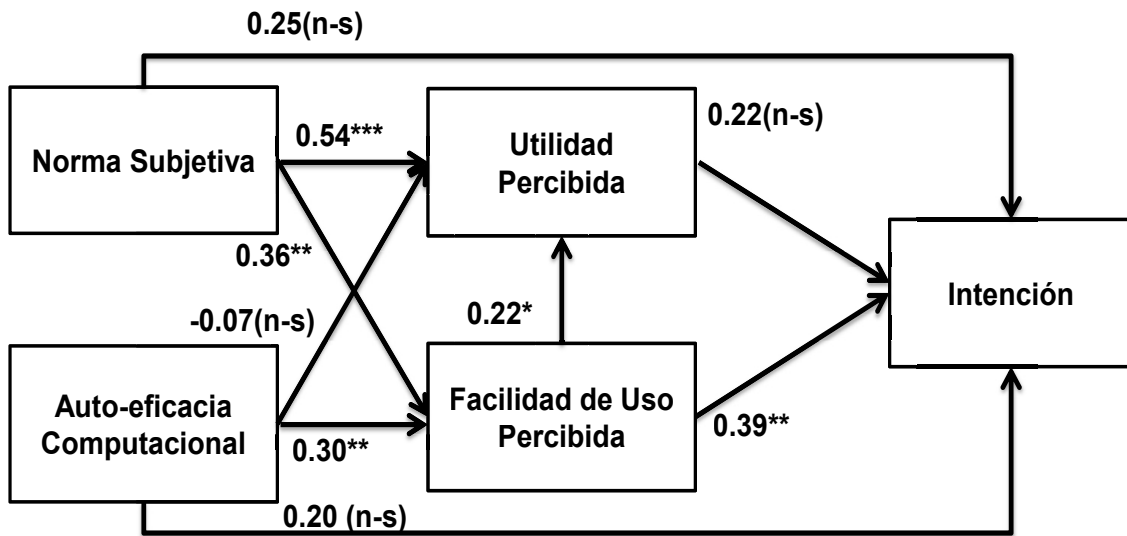 0.25(n-s)
Norma Subjetiva
0.54***
Utilidad
Percibida
0.22(n-s)
0.36**
-0.07(n-s)
0.22*
Intención
Auto-eficacia
Computacional
0.30**
Facilidad de Uso
Percibida
0.39**
0.20 (n-s)